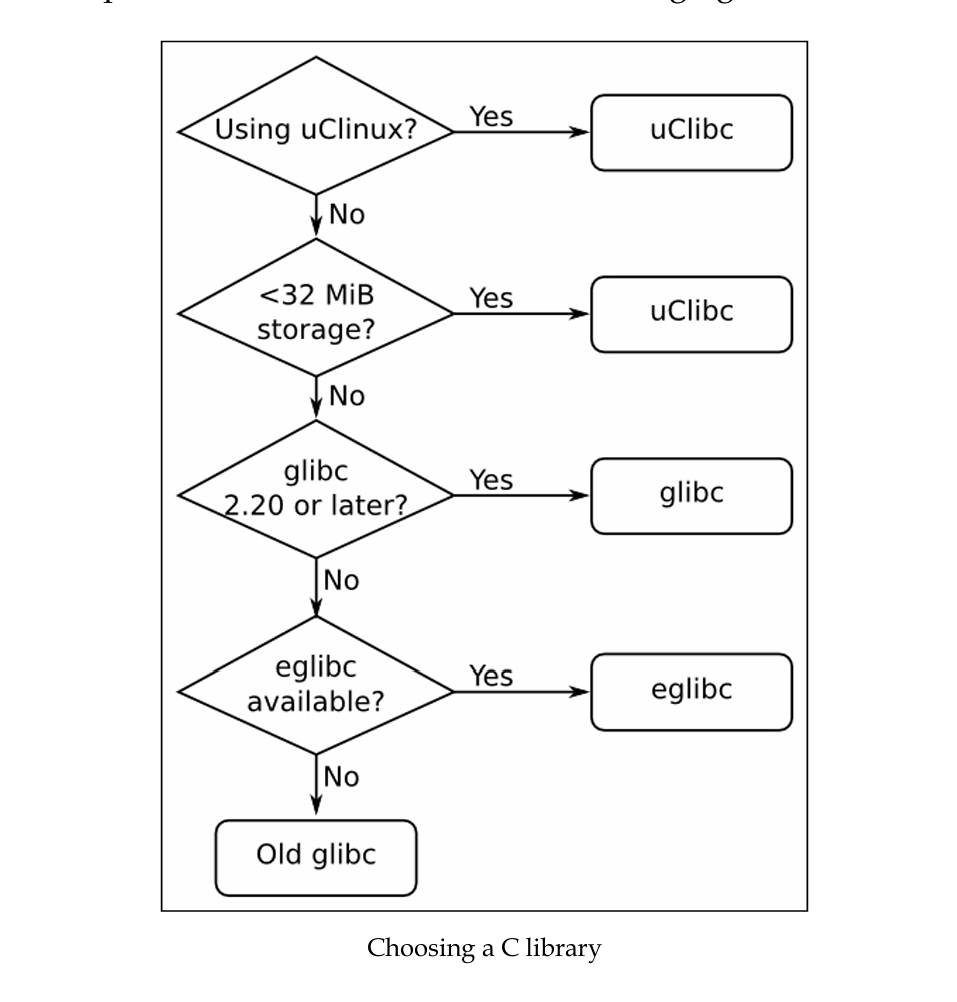 Using uClinux?
Yes
uClibc
No
<32 MiB
storage?
Yes
uClibc
No
glibc
2.20 or later?
Yes
glibc
No
eglibc
available?
Yes
eglibc
No
Old glibc
Choosing a C library